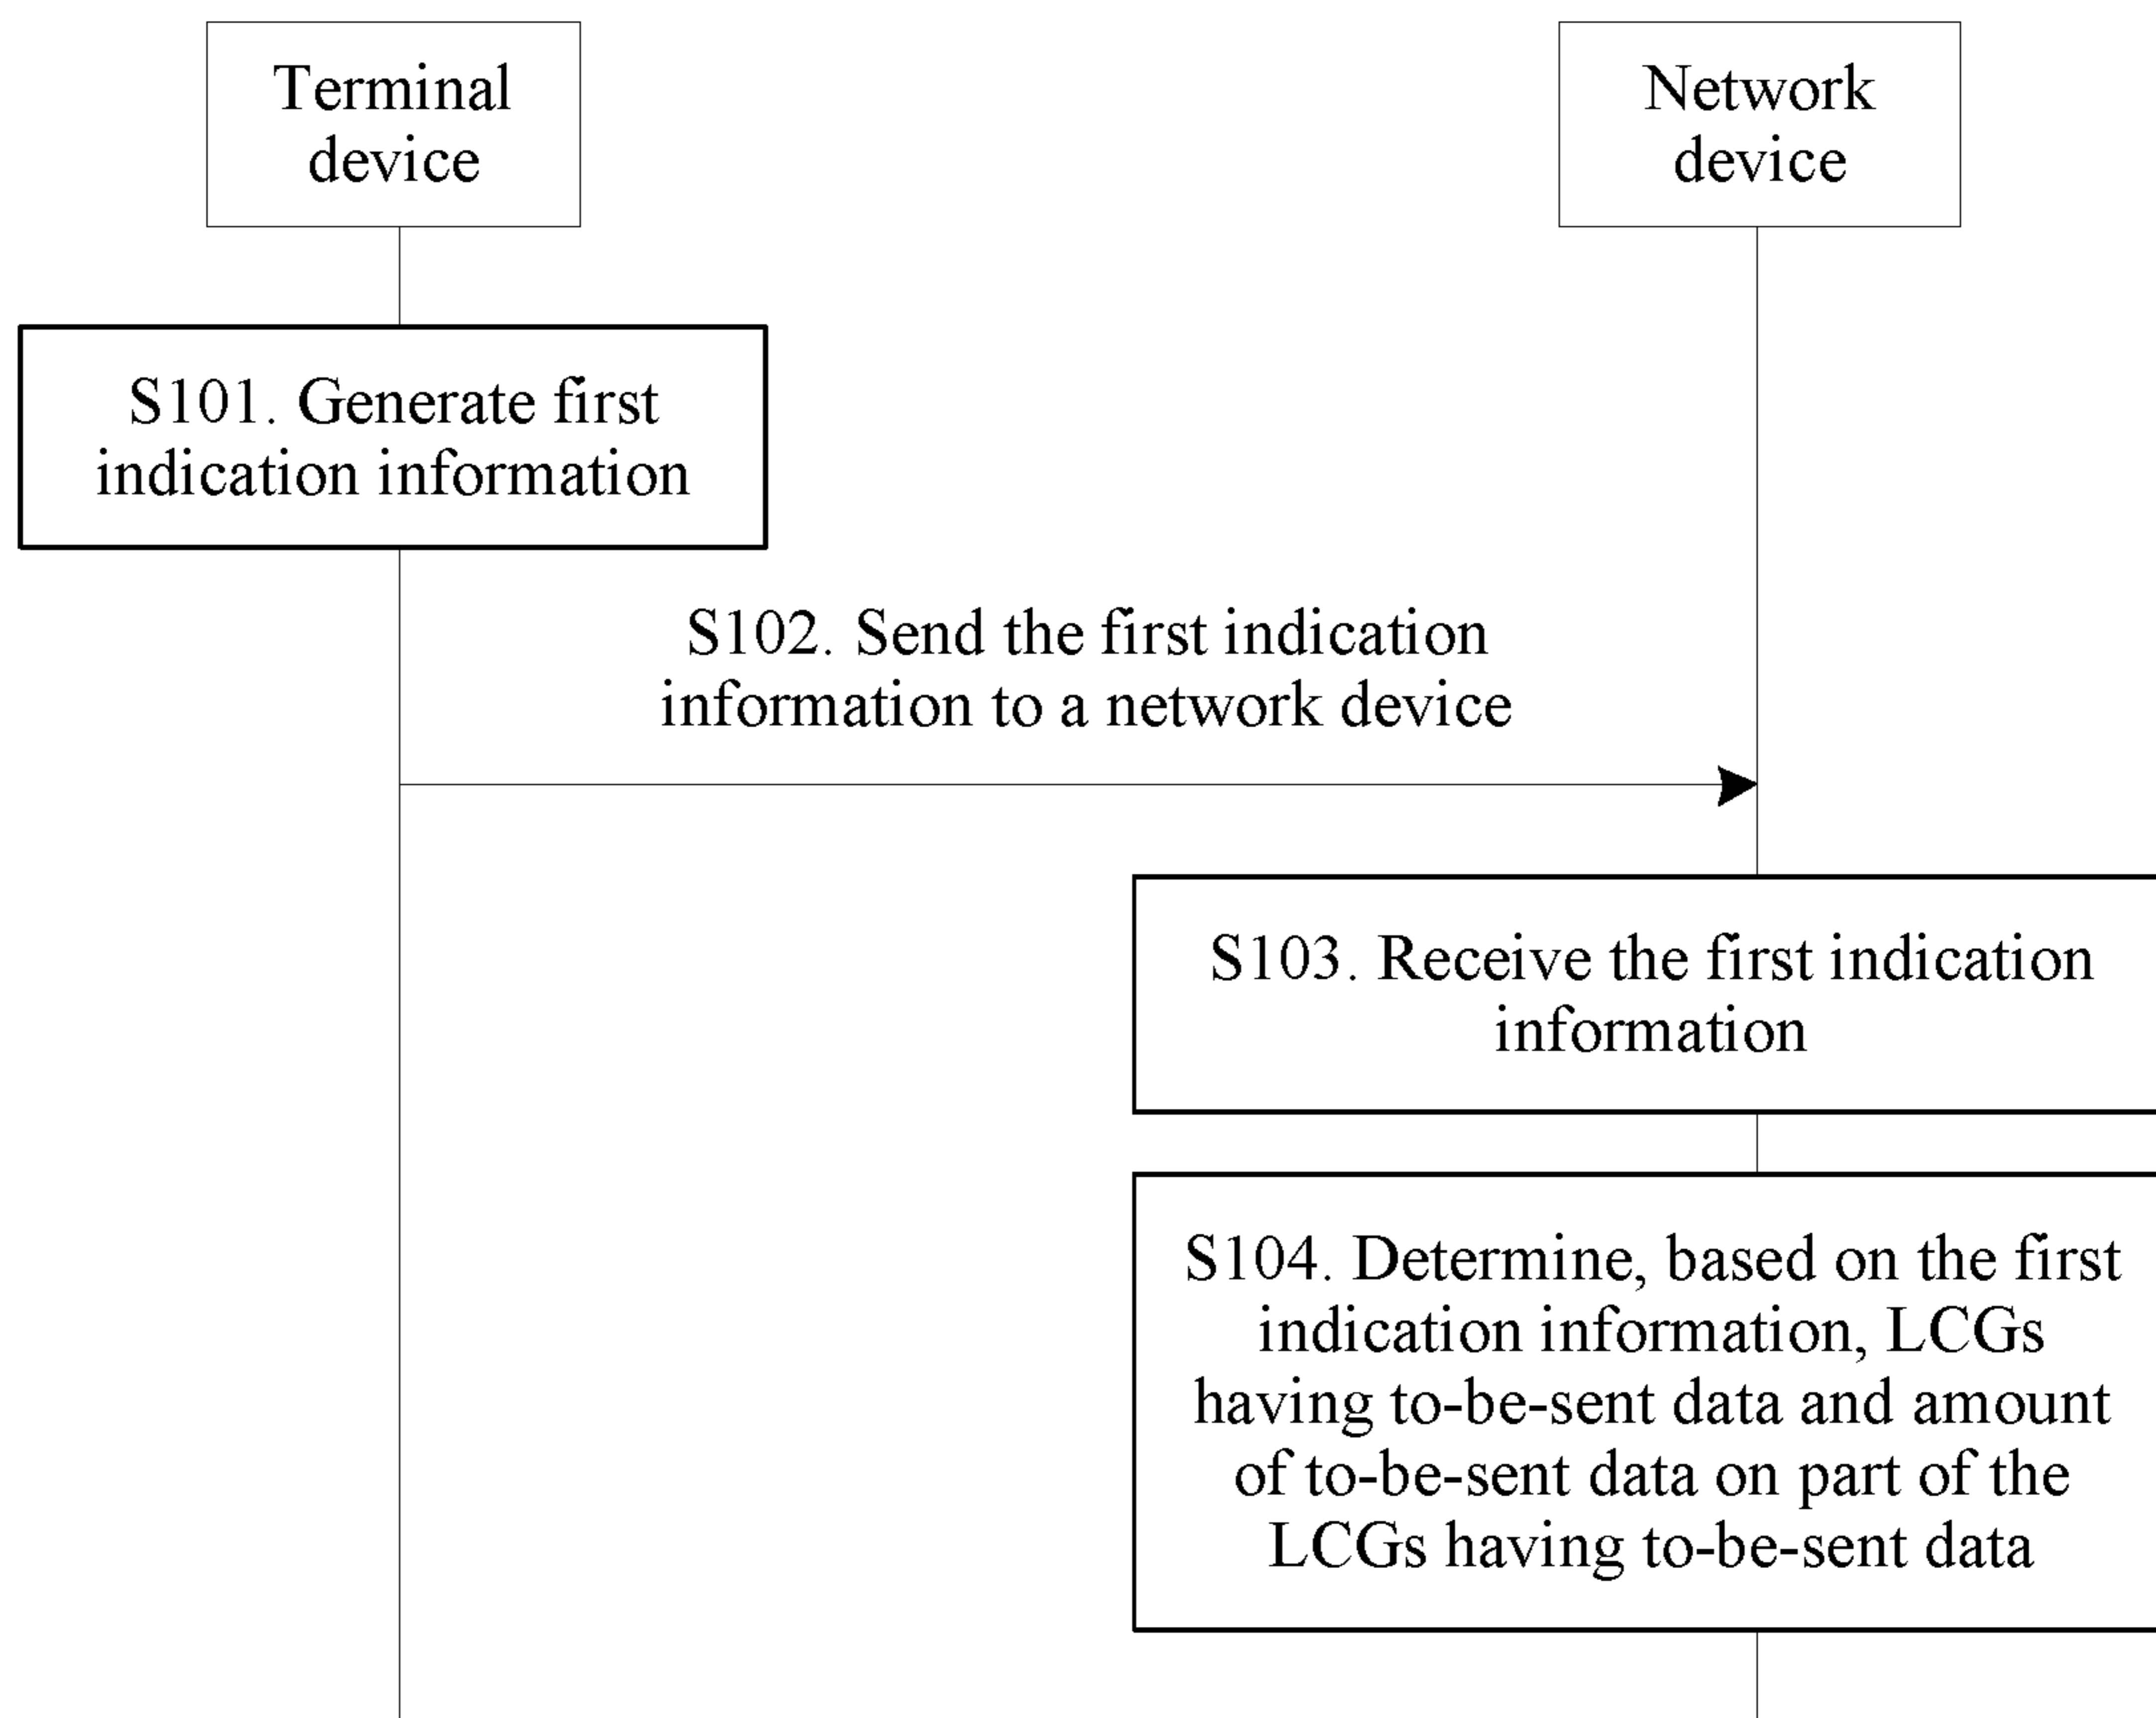 Terminal
device
Network
device
S101. Generate first
indication information
S102. Send the first indication
information to a network device
S103. Receive the first indication
information
S104. Determine, based on the first
indication information, LCGs
having to-be-sent data and amount
of to-be-sent data on part of the
LCGs having to-be-sent data